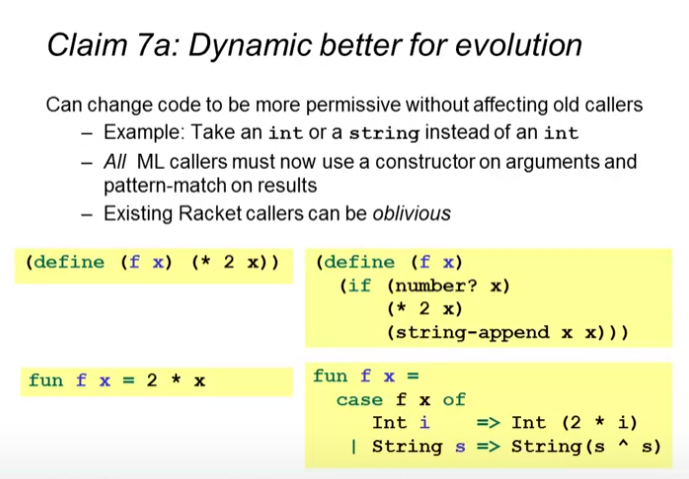 Claim 7a: Dynamic better for evolution
Can change code to be more permissive without affecting old callers
– Example: Take an int or a string instead of an int
– All ML callers must now use a constructor on arguments and
pattern-match on results
– Existing Racket callers can be oblivious
(define (f x) (* 2 x))
(define (f x)
(if (number? x)
(* 2 x)
(string-append x x)))
fun f x = 2 * x
fun f x =
case f x of
Int i => Int (2 * i)
| String s => String(s ^ s)